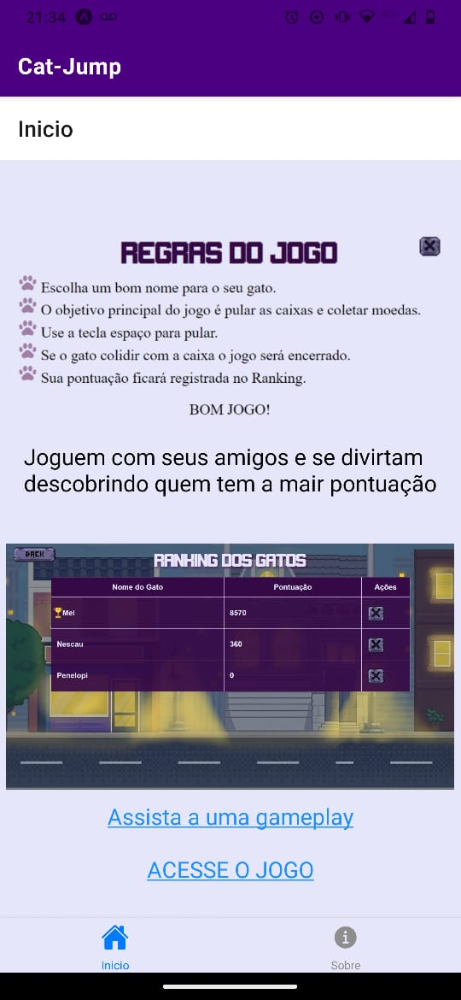 21:34
Cat-Jump
Inicio
REGRAS DO JOGO
Escolha um bom nome para o seu gato.
O objetivo principal do jogo é pular as caixas e coletar moedas.
Use a tecla espaço para pular.
Se o gato colidir com a caixa o jogo será encerrado.
Sua pontuação ficará registrada no Ranking.
BOM JOGO!
Joguem com seus amigos e se divirtam
descobrindo quem tem a mair pontuação
BACK
RANKING DOS GATOS
Nome do Gato Pontuação Ações
Mel 8570
Nescau 360
Penelopi 0
Assista a uma gameplay
ACESSE O JOGO
Inicio Sobre